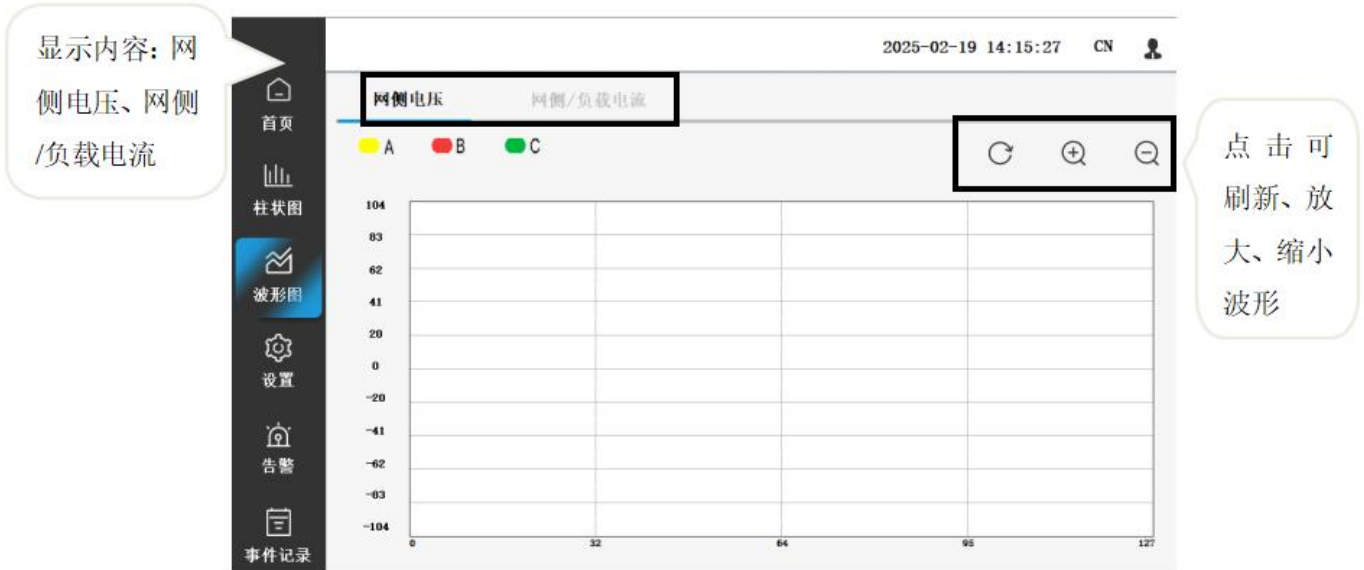 显示内容：网
侧电压、网侧
/负载电流
2025-02-19 14:15:27 CN
首页
柱状图
波形图
设置
告警
事件记录
网侧电压 网侧/负载电流
A B C
点击可
刷新、放
大、缩小
波形
104
83
62
41
20
0
-20
-41
-62
-83
-104
0 32 64 95 127